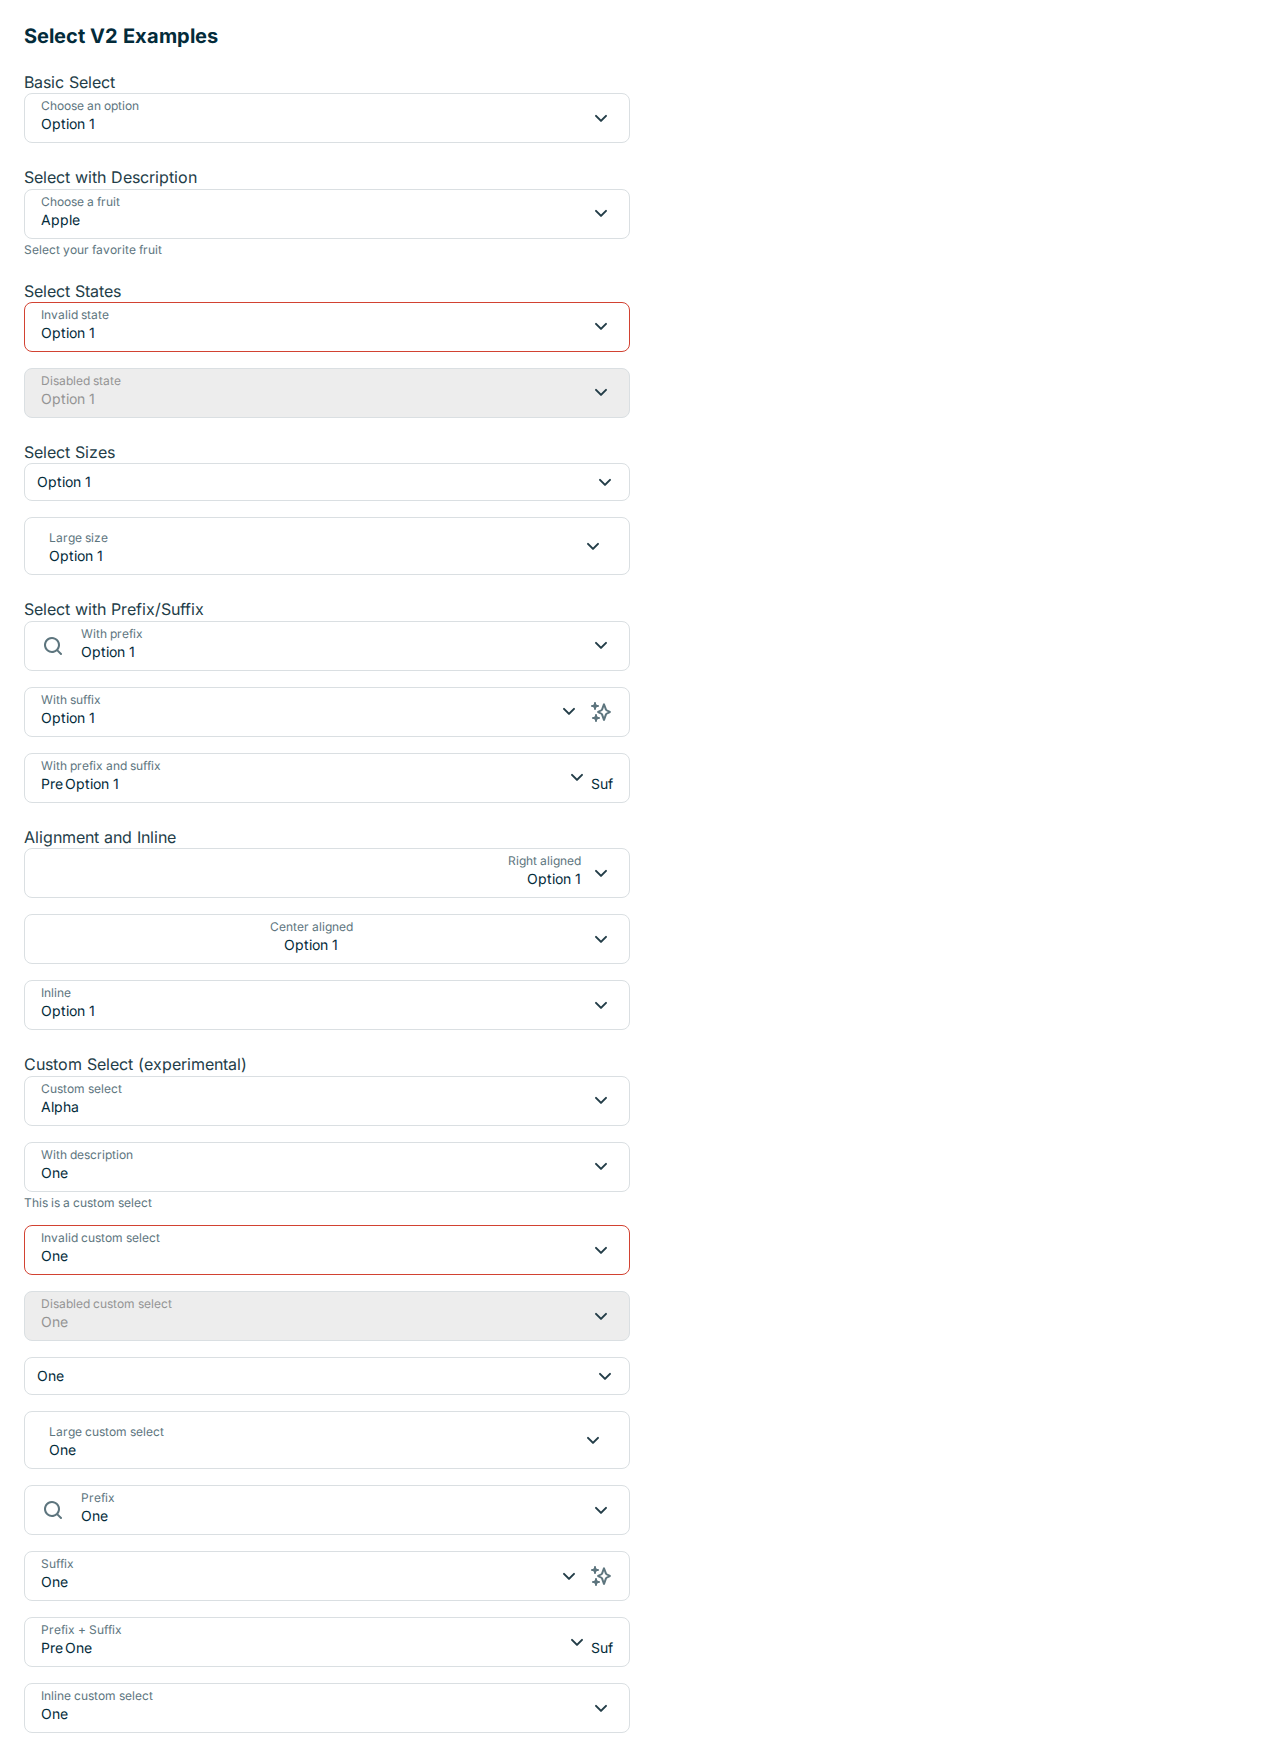 Select V2 Examples
Basic Select
Choose an option
Option 1
Select with Description
Choose a fruit
Apple
Select your favorite fruit
Select States
Invalid state
Option 1
Disabled state
Option 1
Select Sizes
Option 1
Large size
Option 1
Select with Prefix/Suffix
With prefix
Option 1
With suffix
Option 1
With prefix and suffix
Pre Option 1 Suf
Alignment and Inline
Right aligned
Option 1
Center aligned
Option 1
Inline
Option 1
Custom Select (experimental)
Custom select
Alpha
With description
One
This is a custom select
Invalid custom select
One
Disabled custom select
One
One
Large custom select
One
Prefix
One
Suffix
One
Prefix + Suffix
Pre One Suf
Inline custom select
One